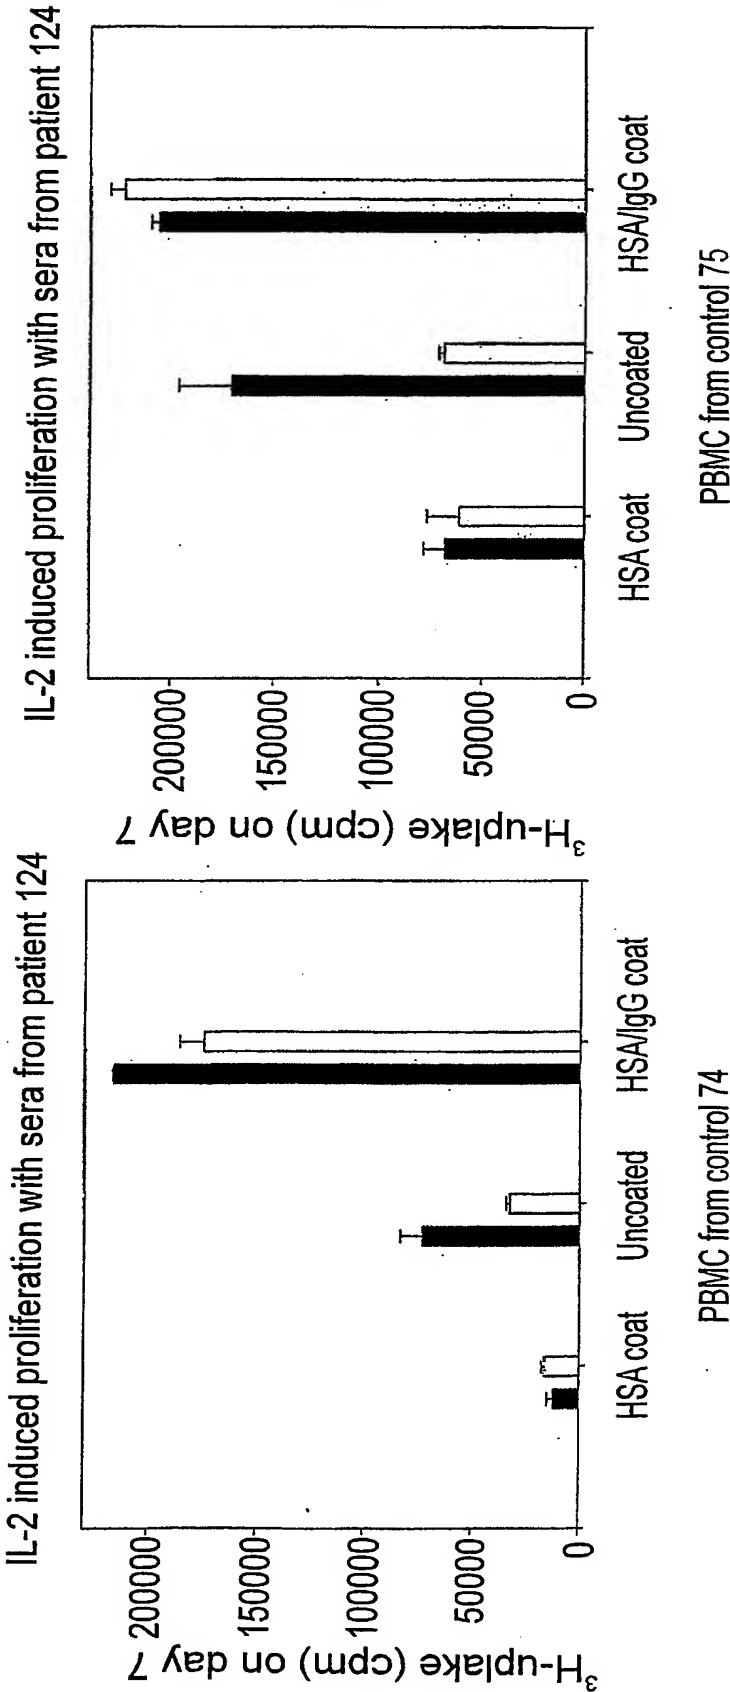 IL-2 induced proliferation with sera from patient 124
³H-uplake (cpm) on day 7
200000
150000
100000
50000
0
HSA coat
Uncoated
HSA/IgG coat
PBMC from control 74
IL-2 induced proliferation with sera from patient 124
³H-uplake (cpm) on day 7
200000
150000
100000
50000
0
HSA coat
Uncoated
HSA/IgG coat
PBMC from control 75